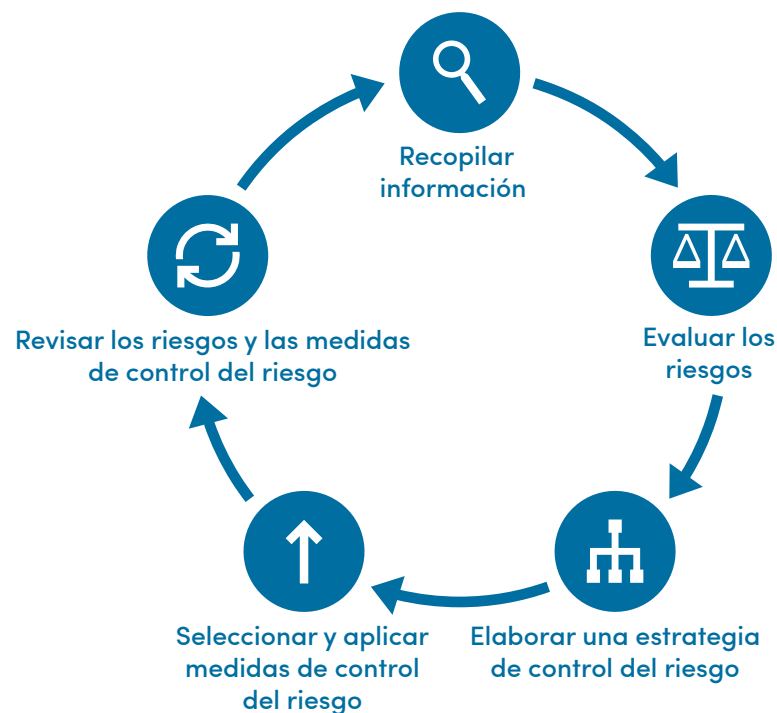 Recopilar
información
Evaluar los
riesgos
Elaborar una estrategia
de control del riesgo
Seleccionar y aplicar
medidas de control
del riesgo
Revisar los riesgos y las medidas
de control del riesgo